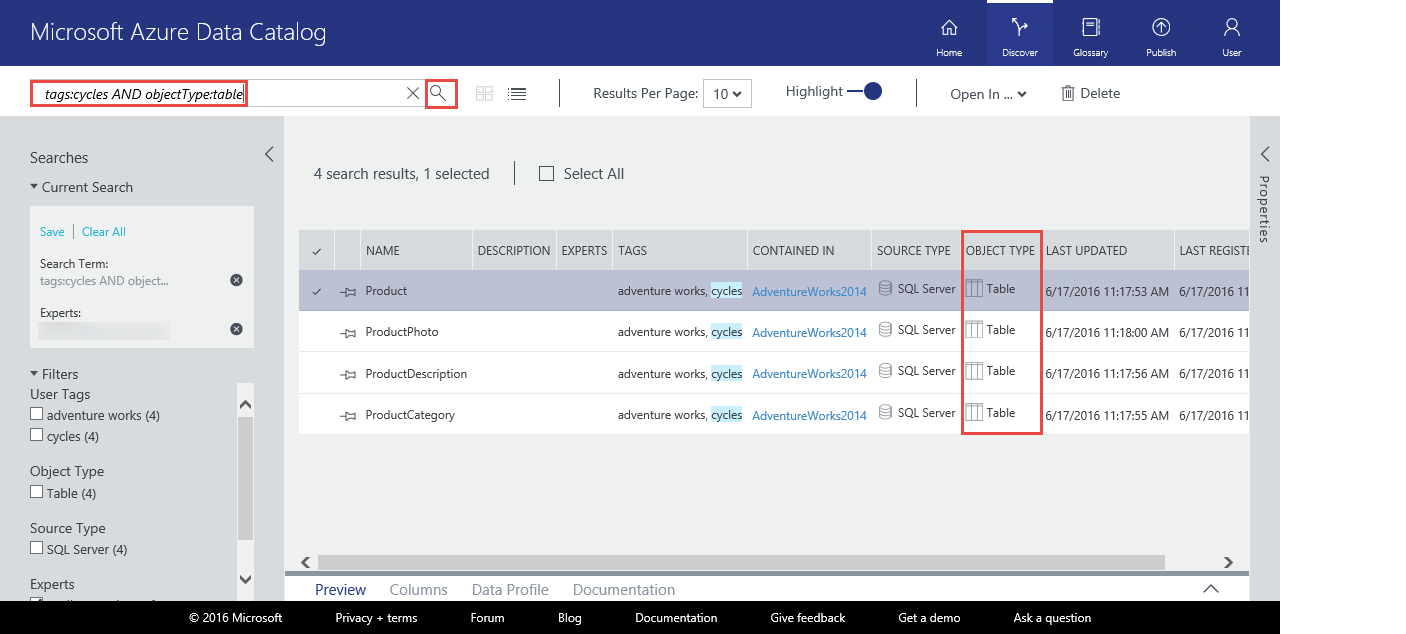 Microsoft Azure Data Catalog
Home
Discover
Glossary
Publish
User
tags:cycles AND objectType:table
Results Per Page: 10
Highlight
Open In ...
Delete
Searches
Current Search
Save | Clear All
Search Term:
tags:cycles AND object...
Experts:
Filters
User Tags
adventure works (4)
cycles (4)
Object Type
Table (4)
Source Type
SQL Server (4)
Experts
4 search results, 1 selected
Select All
NAME DESCRIPTION EXPERTS TAGS CONTAINED IN SOURCE TYPE OBJECT TYPE LAST UPDATED LAST REGISTE
Product adventure works, cycles AdventureWorks2014 SQL Server Table 6/17/2016 11:17:53 AM 6/17/2016 11
ProductPhoto adventure works, cycles AdventureWorks2014 SQL Server Table 6/17/2016 11:18:00 AM 6/17/2016 11
ProductDescription adventure works, cycles AdventureWorks2014 SQL Server Table 6/17/2016 11:17:56 AM 6/17/2016 11
ProductCategory adventure works, cycles AdventureWorks2014 SQL Server Table 6/17/2016 11:17:55 AM 6/17/2016 11
Properties
Preview Columns Data Profile Documentation
© 2016 Microsoft Privacy + terms Forum Blog Documentation Give feedback Get a demo Ask a question